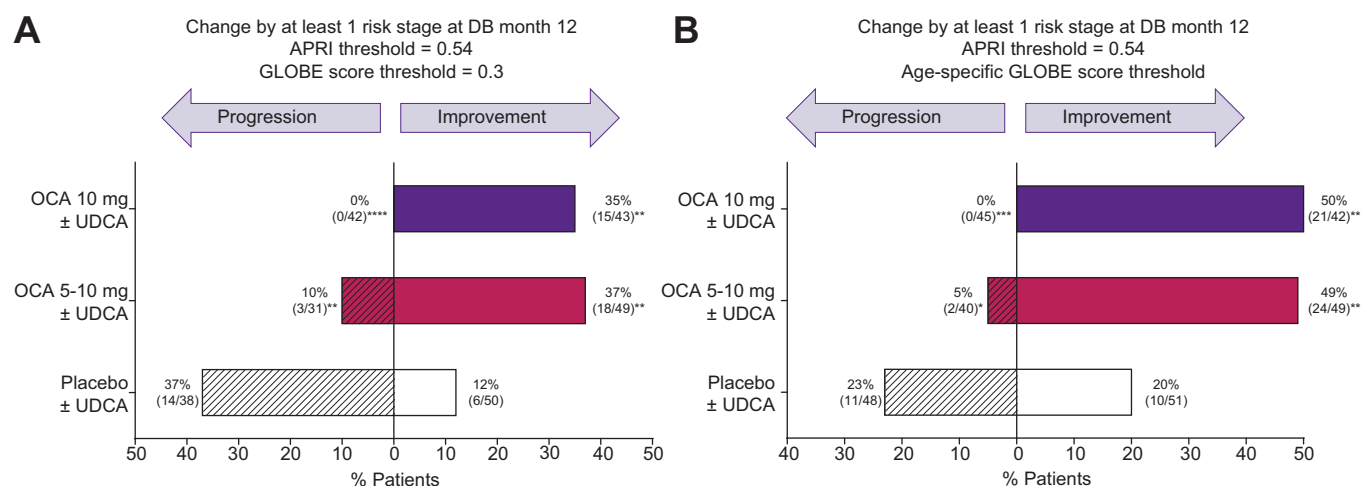 A
Change by at least 1 risk stage at DB month 12
APRI threshold = 0.54
GLOBE score threshold = 0.3
Progression
Improvement
OCA 10 mg
± UDCA
0%
(0/42)****
35%
(15/43)**
OCA 5-10 mg
± UDCA
10%
(3/31)**
37%
(18/49)**
Placebo
± UDCA
37%
(14/38)
12%
(6/50)
50 40 30 20 10 0 10 20 30 40 50
% Patients
B
Change by at least 1 risk stage at DB month 12
APRI threshold = 0.54
Age-specific GLOBE score threshold
Progression
Improvement
OCA 10 mg
± UDCA
0%
(0/45)***
50%
(21/42)**
OCA 5-10 mg
± UDCA
5%
(2/40)*
49%
(24/49)**
Placebo
± UDCA
23%
(11/48)
20%
(10/51)
40 30 20 10 0 10 20 30 40 50
% Patients